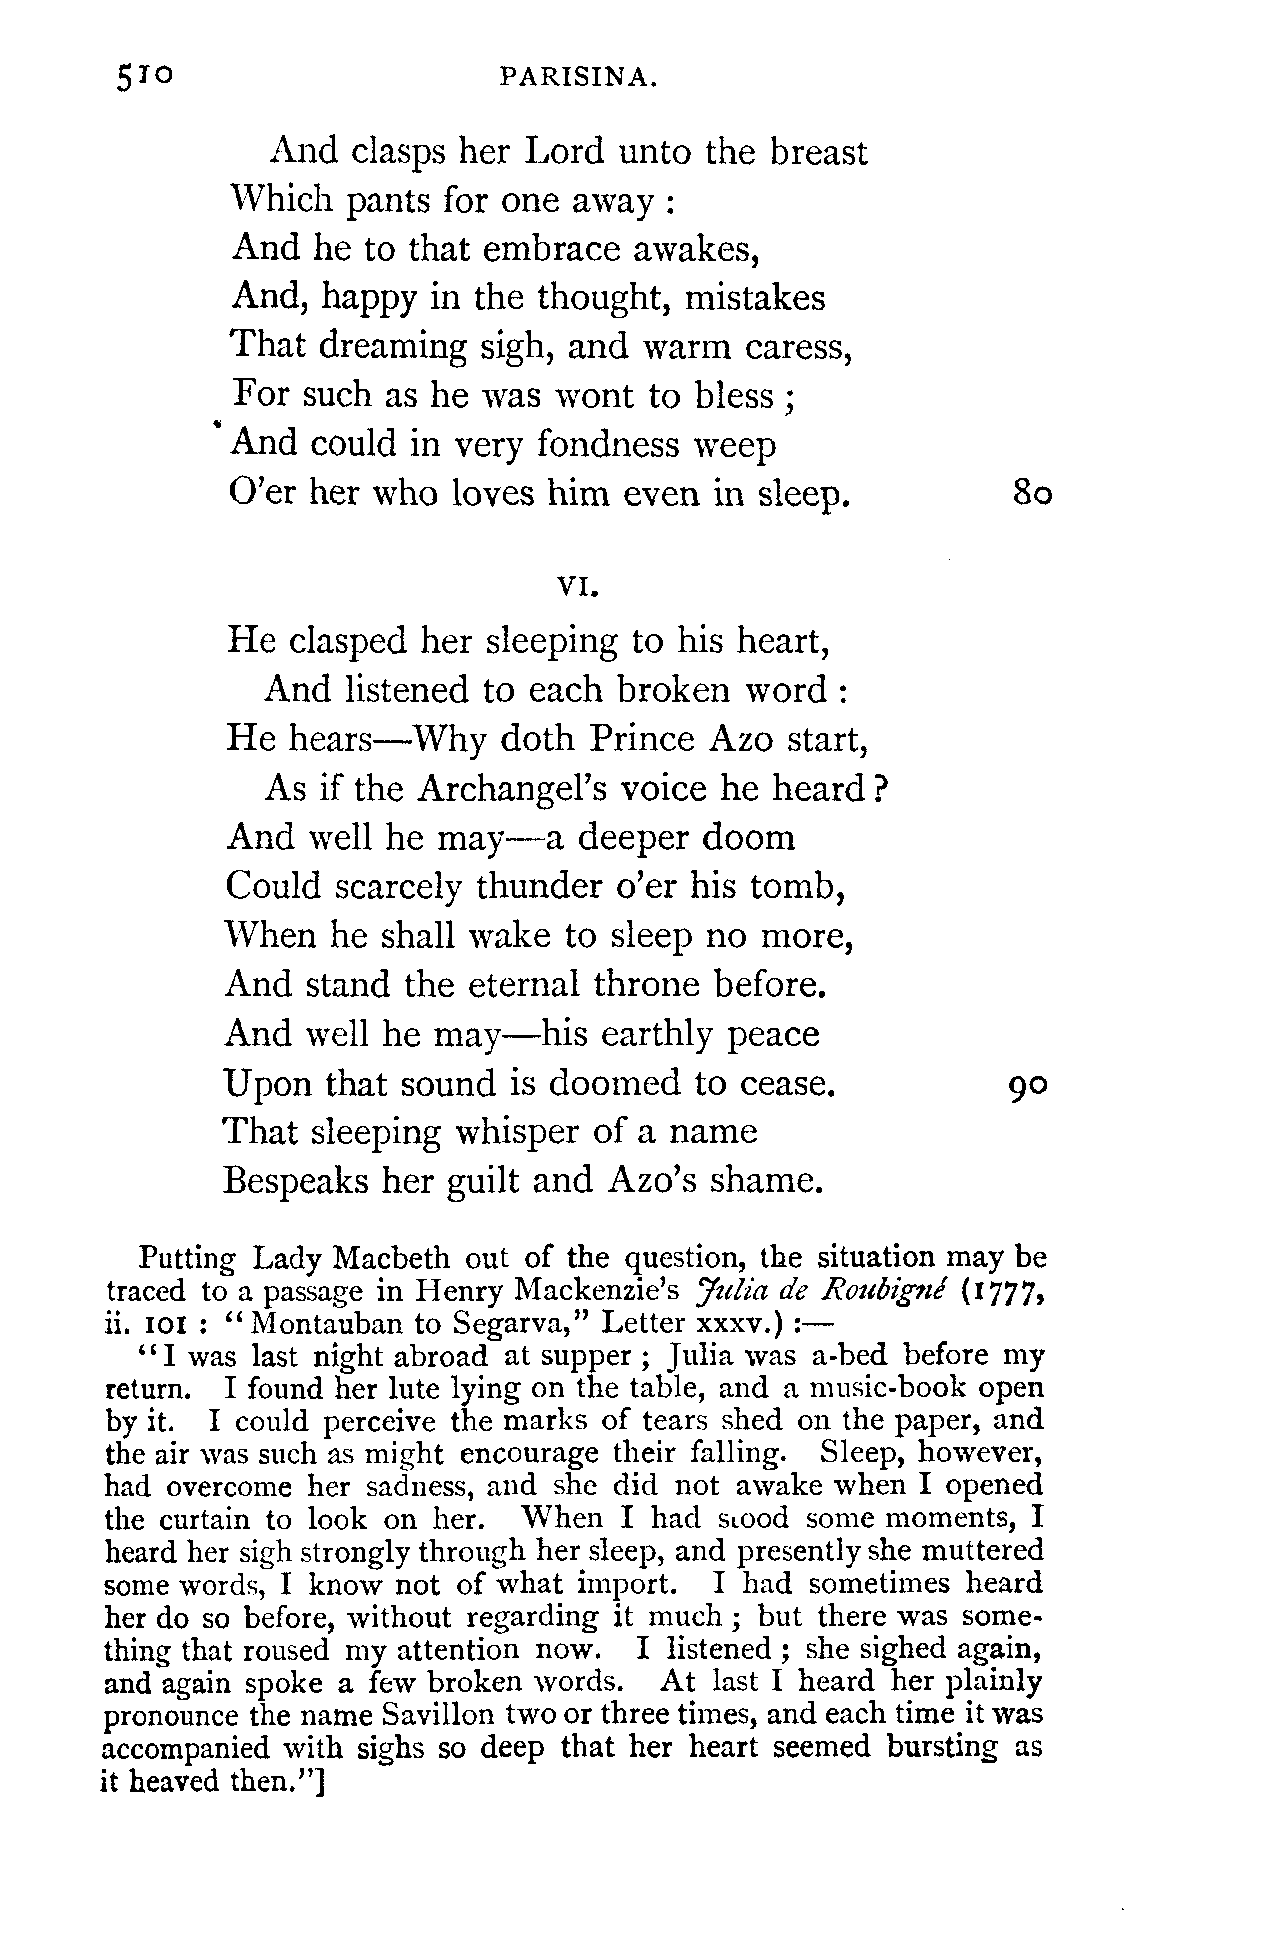 510 PARISINA.
And clasps her Lord unto the breast
Which pants for one away :
And he to that embrace awakes,
And, happy in the thought, mistakes
That dreaming sigh, and warm caress,
For such as he was wont to bless ;
And could in very fondness weep
O'er her who loves him even in sleep. 80
VI.
He clasped her sleeping to his heart,
And listened to each broken word :
He hears—Why doth Prince Azo start,
As if the Archangel's voice he heard ?
And well he may—a deeper doom
Could scarcely thunder o'er his tomb,
When he shall wake to sleep no more,
And stand the eternal throne before.
And well he may—his earthly peace
Upon that sound is doomed to cease. 90
That sleeping whisper of a name
Bespeaks her guilt and Azo's shame.
Putting Lady Macbeth out of the question, the situation may be
traced to a passage in Henry Mackenzie's Julia de Roubigné (1777,
ii. 101 : "Montauban to Segarva," Letter xxxv.) :—
"I was last night abroad at supper ; Julia was a-bed before my
return. I found her lute lying on the table, and a music-book open
by it. I could perceive the marks of tears shed on the paper, and
the air was such as might encourage their falling. Sleep, however,
had overcome her sadness, and she did not awake when I opened
the curtain to look on her. When I had stood some moments, I
heard her sigh strongly through her sleep, and presently she muttered
some words, I know not of what import. I had sometimes heard
her do so before, without regarding it much ; but there was some-
thing that roused my attention now. I listened ; she sighed again,
and again spoke a few broken words. At last I heard her plainly
pronounce the name Savillon two or three times, and each time it was
accompanied with sighs so deep that her heart seemed bursting as
it heaved then."]